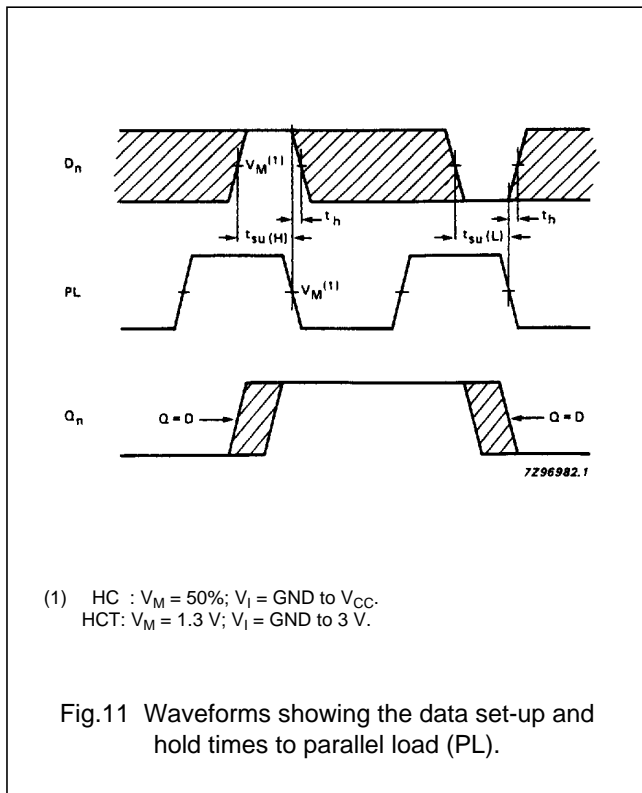 Dn
VM(1)
th
th
tsu (H)
tsu (L)
PL
VM(1)
Qn
Q = D
Q = D
7Z96982.1
(1) HC : VM = 50%; VI = GND to VCC.
HCT: VM = 1.3 V; VI = GND to 3 V.
Fig.11 Waveforms showing the data set-up and
hold times to parallel load (PL).